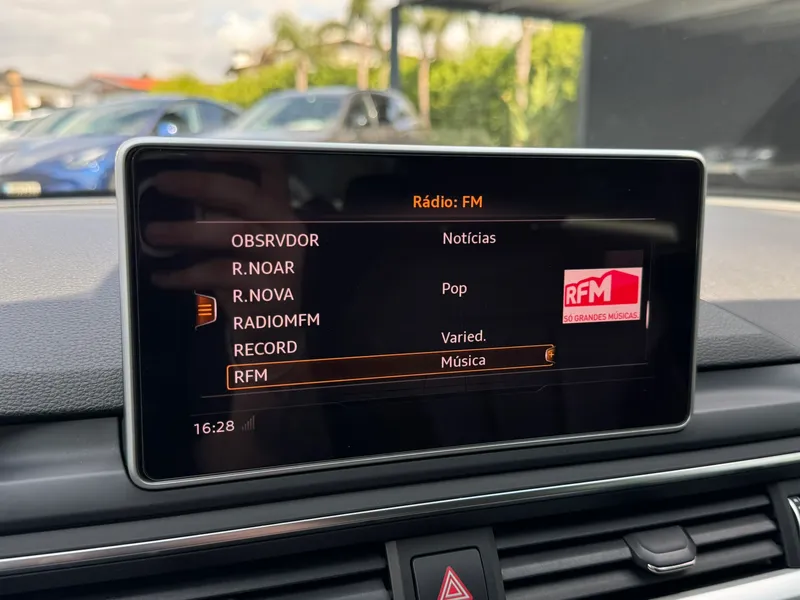 Rádio: FM
OBSRVDOR Notícias
R.NOAR
R.NOVA Pop
RADIOMFM
RECORD Varied.
RFM Música
RFM
SÓ GRANDES MÚSICAS.
16:28